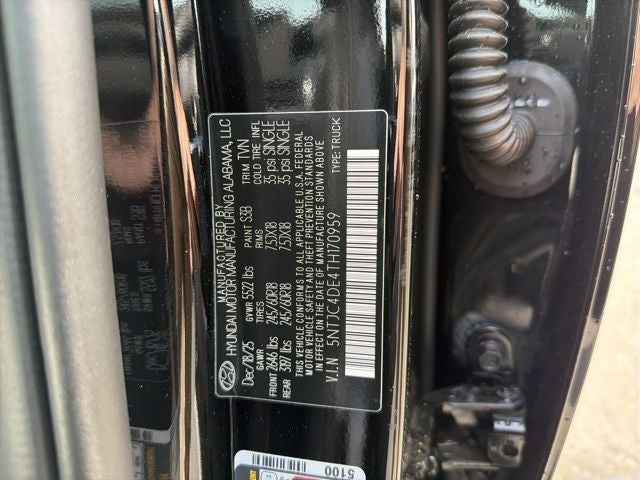 MANUFACTURED BY
HYUNDAI MOTOR MANUFACTURING ALABAMA, LLC
Dec/18/25 GVWR 5522 lbs PAINT S3B TRIM TVN
GAWR TIRES RIMS COLD TIRE INFL
FRONT 2646 lbs 245/60R18 7.5JX18 35 psi SINGLE
REAR 3197 lbs 245/60R18 7.5JX18 35 psi SINGLE
THIS VEHICLE CONFORMS TO ALL APPLICABLE U.S.A. FEDERAL
MOTOR VEHICLE SAFETY AND THEFT PREVENTION STANDARDS
IN EFFECT ON THE DATE OF MANUFACTURE SHOWN ABOVE
V.I.N 5NTJC4DE4TH170959 TYPE: TRUCK
5100